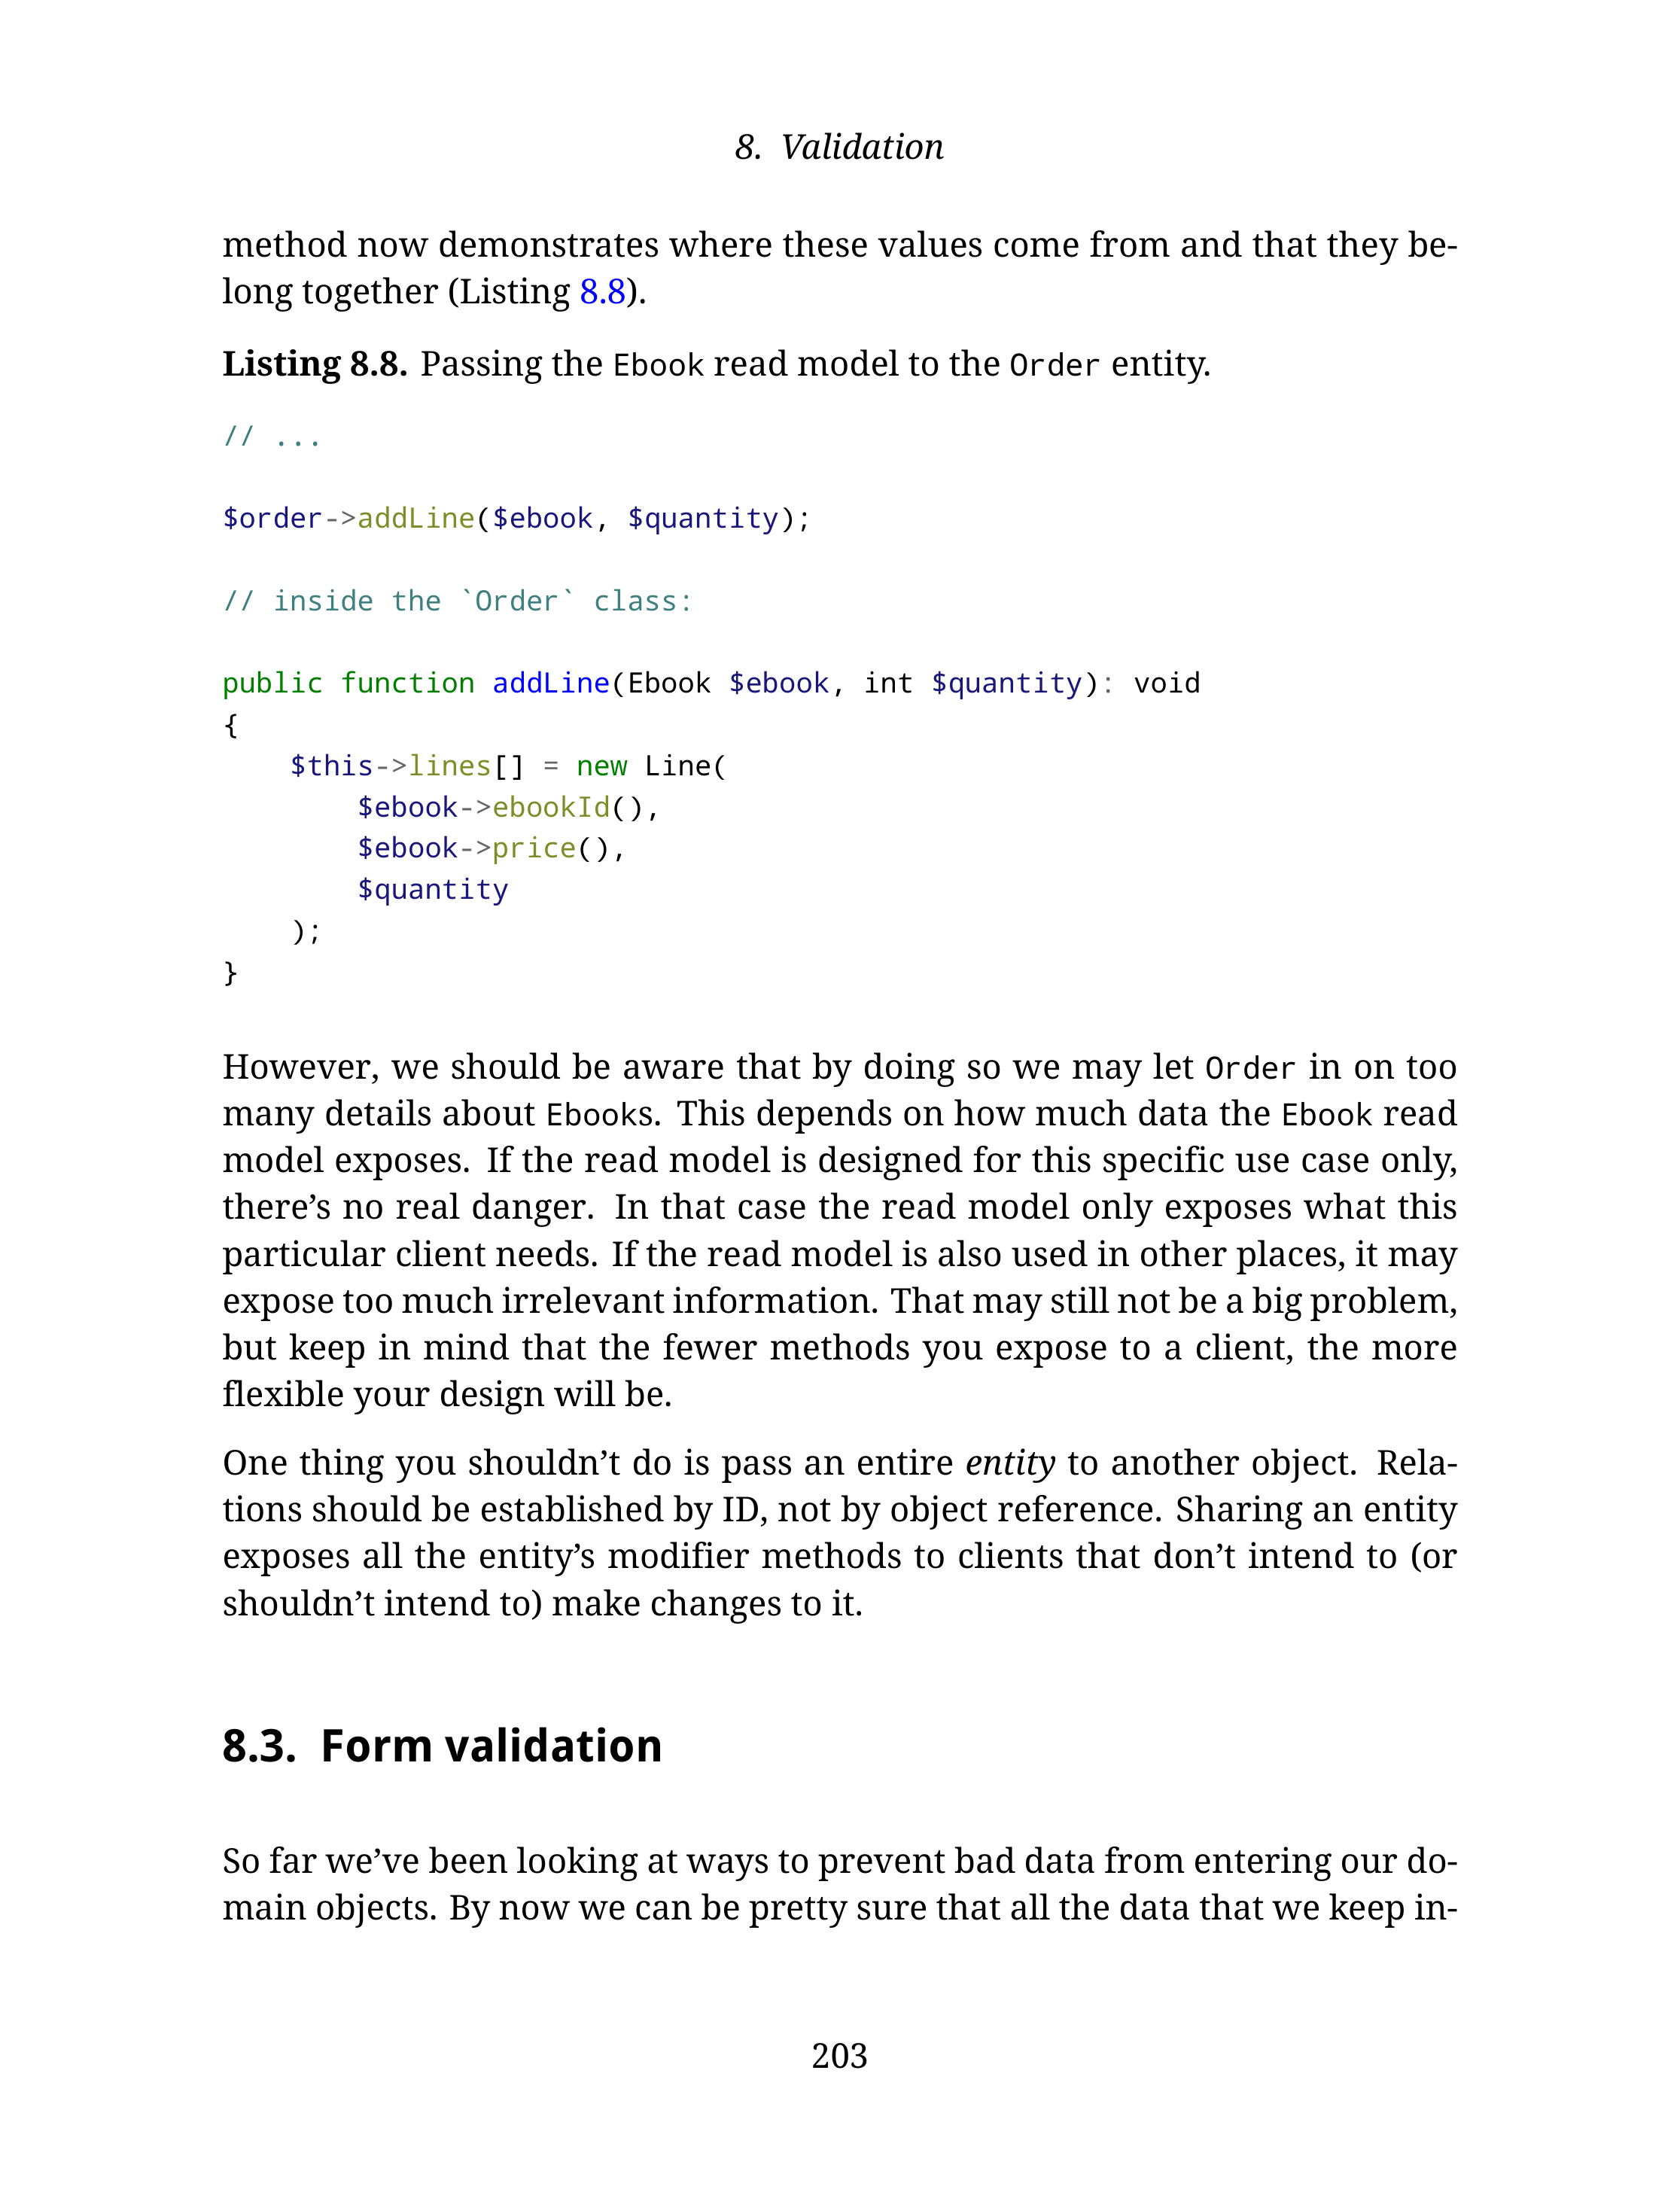 8. Validation
method now demonstrates where these values come from and that they be-
long together (Listing 8.8).
Listing 8.8. Passing the Ebook read model to the Order entity.
// ...
$order->addLine($ebook, $quantity);
// inside the `Order` class:
public function addLine(Ebook $ebook, int $quantity): void
{
    $this->lines[] = new Line(
        $ebook->ebookId(),
        $ebook->price(),
        $quantity
    );
}
However, we should be aware that by doing so we may let Order in on too
many details about Ebooks. This depends on how much data the Ebook read
model exposes. If the read model is designed for this specific use case only,
there’s no real danger. In that case the read model only exposes what this
particular client needs. If the read model is also used in other places, it may
expose too much irrelevant information. That may still not be a big problem,
but keep in mind that the fewer methods you expose to a client, the more
flexible your design will be.
One thing you shouldn’t do is pass an entire entity to another object. Rela-
tions should be established by ID, not by object reference. Sharing an entity
exposes all the entity’s modifier methods to clients that don’t intend to (or
shouldn’t intend to) make changes to it.
8.3. Form validation
So far we’ve been looking at ways to prevent bad data from entering our do-
main objects. By now we can be pretty sure that all the data that we keep in-
203